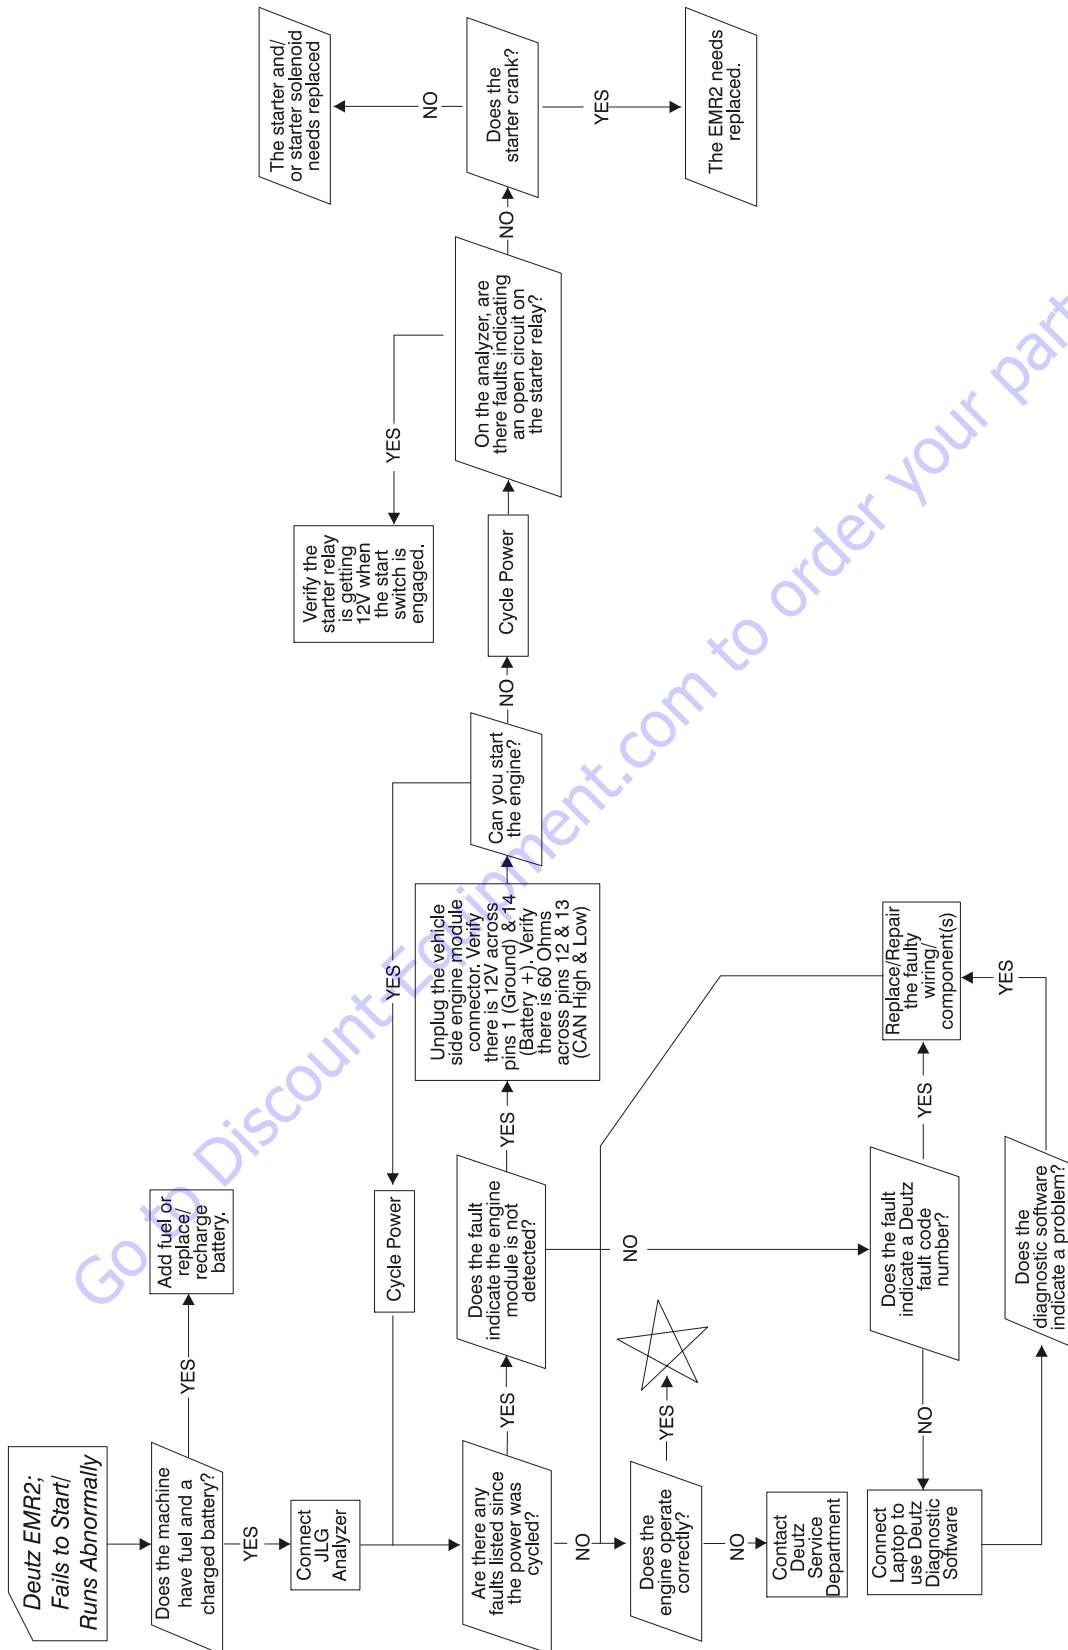 Deutz EMR2;
Fails to Start/
Runs Abnormally
Does the machine
have fuel and a
charged battery?
YES
Add fuel or
replace/
recharge
battery.
YES
Connect
JLG
Analyzer
Cycle Power
YES
Are there any
faults listed since
the power was
cycled?
YES
Does the fault
indicate the engine
module is not
detected?
YES
Unplug the vehicle
side engine module
connector. Verify
there is 12V across
pins 1 (Ground) & 14
(Battery +). Verify
there is 60 Ohms
across pins 12 & 13
(CAN High & Low)
Can you start
the engine?
NO
Cycle Power
On the analyzer, are
there faults indicating
an open circuit on
the starter relay?
YES
Verify the
starter relay
is getting
12V when
the start
switch is
engaged.
NO
Does the
starter crank?
NO
The starter and/
or starter solenoid
needs replaced
YES
The EMR2 needs
replaced.
NO
Does the
engine operate
correctly?
YES
NO
Contact
Deutz
Service
Department
NO
Does the fault
indicate a Deutz
fault code
number?
YES
Replace/Repair
the faulty
wiring/
component(s)
NO
Connect
Laptop to
use Deutz
Diagnostic
Software
Does the
diagnostic software
indicate a problem?
YES
Go to Discount-Equipment.com to order your part